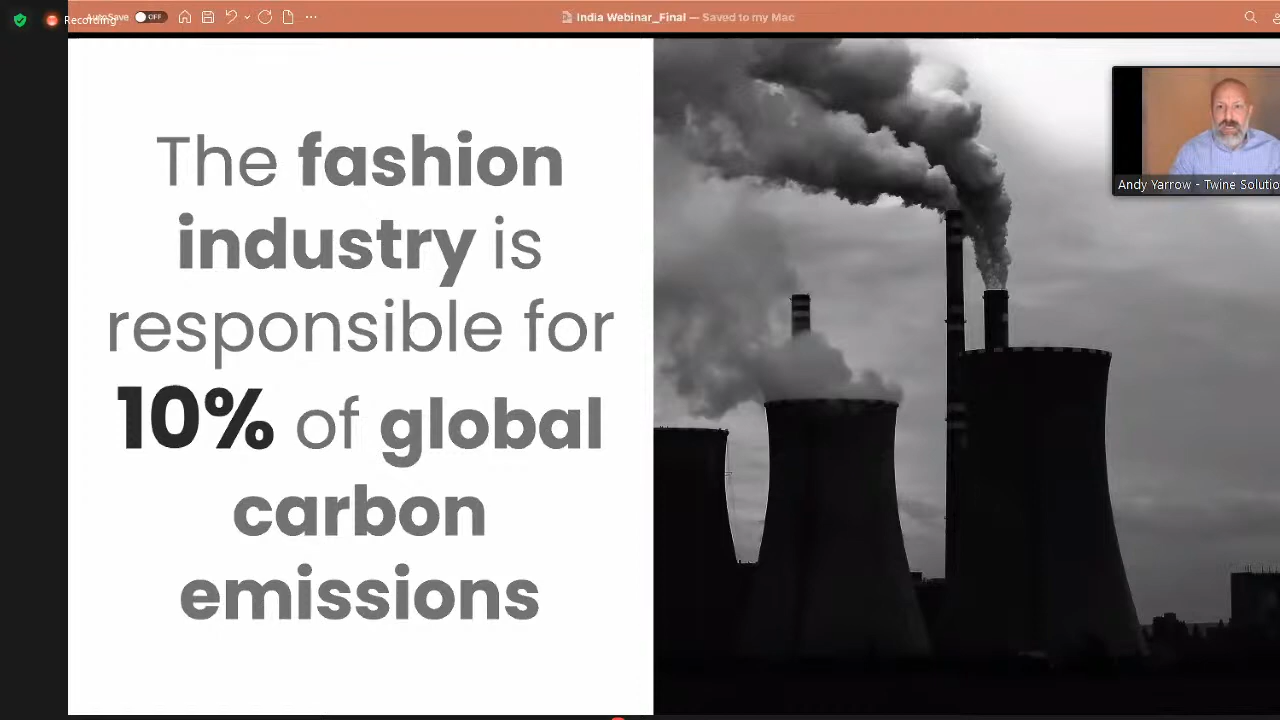 AutoSave OFF
Recording
India Webinar_Final — Saved to my Mac
The fashion
industry is
responsible for
10% of global
carbon
emissions
Andy Yarrow - Twine Solutio